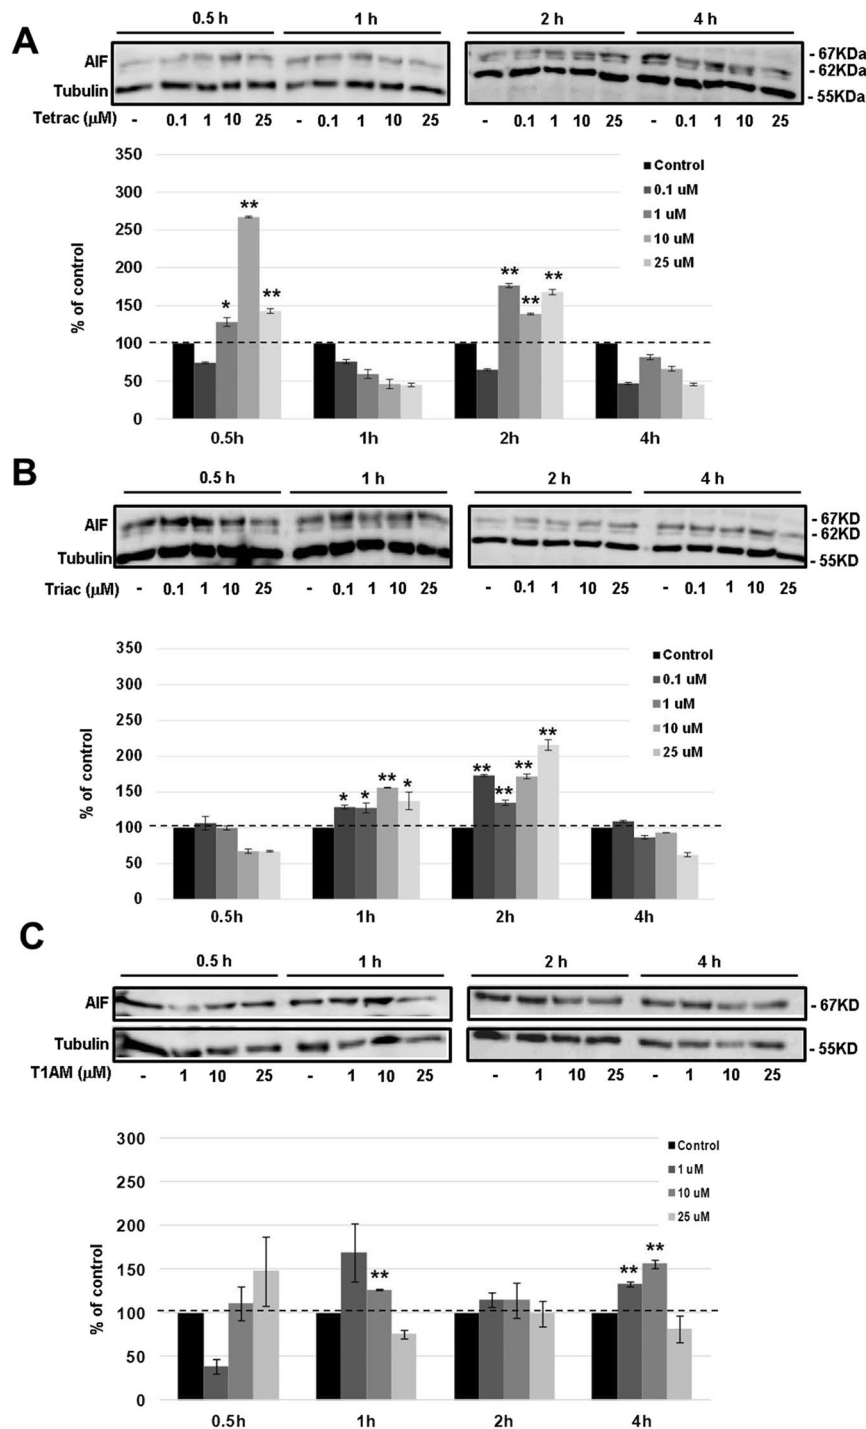 A
0.5 h 1 h 2 h 4 h
AIF
Tubulin
- 67KDa
- 62KDa
- 55KDa
Tetrac (μM) - 0.1 1 10 25 - 0.1 1 10 25 - 0.1 1 10 25 - 0.1 1 10 25
350
300
250
200
150
100
50
0
% of control
* ** ** ** ** **
Control
0.1 uM
1 uM
10 uM
25 uM
0.5h 1h 2h 4h
B
0.5 h 1 h 2 h 4 h
AIF
Tubulin
- 67KD
- 62KD
- 55KD
Triac (μM) - 0.1 1 10 25 - 0.1 1 10 25 - 0.1 1 10 25 - 0.1 1 10 25
350
300
250
200
150
100
50
0
% of control
* * ** * ** ** ** **
Control
0.1 uM
1 uM
10 uM
25 uM
0.5h 1h 2h 4h
C
0.5 h 1 h 2 h 4 h
AIF
- 67KD
Tubulin
- 55KD
T1AM (μM) - 1 10 25 - 1 10 25 - 1 10 25 - 1 10 25
300
250
200
150
100
50
0
% of control
** ** **
Control
1 uM
10 uM
25 uM
0.5h 1h 2h 4h